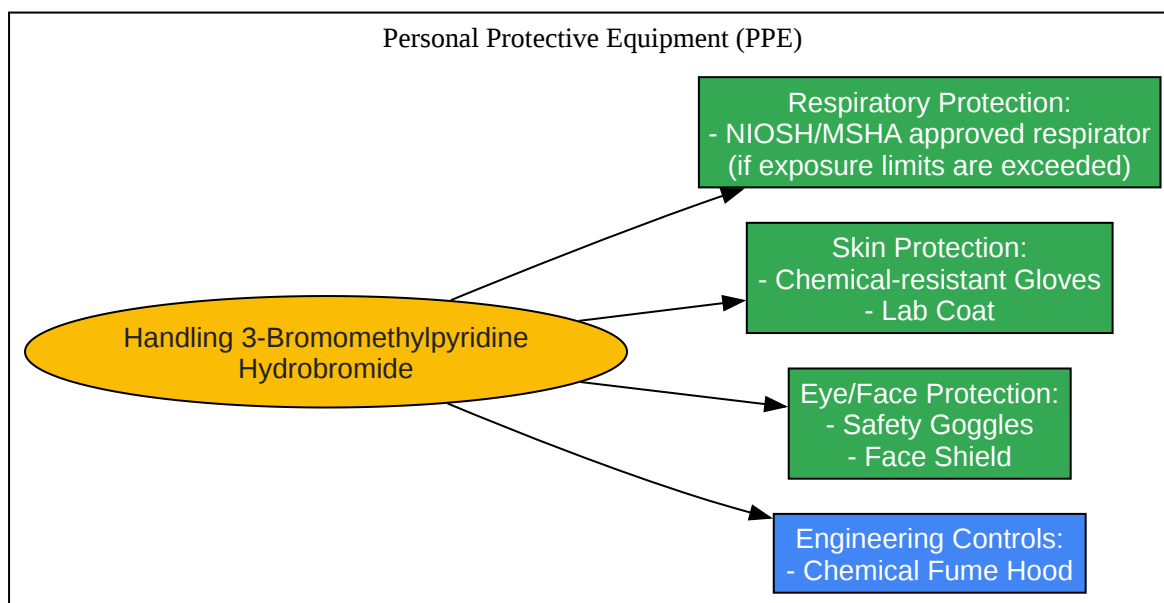 Personal Protective Equipment (PPE)
Respiratory Protection:
- NIOSH/MSHA approved respirator
(if exposure limits are exceeded)
Skin Protection:
- Chemical-resistant Gloves
- Lab Coat
Handling 3-Bromomethylpyridine
Hydrobromide
Eye/Face Protection:
- Safety Goggles
- Face Shield
Engineering Controls:
- Chemical Fume Hood